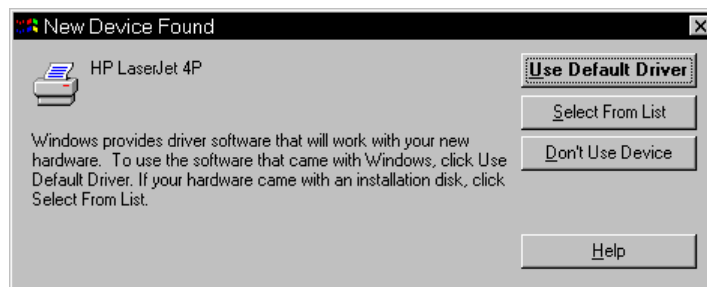 New Device Found
HP LaserJet 4P
Use Default Driver
Select From List
Don't Use Device
Windows provides driver software that will work with your new
hardware.  To use the software that came with Windows, click Use
Default Driver. If your hardware came with an installation disk, click
Select From List.
Help